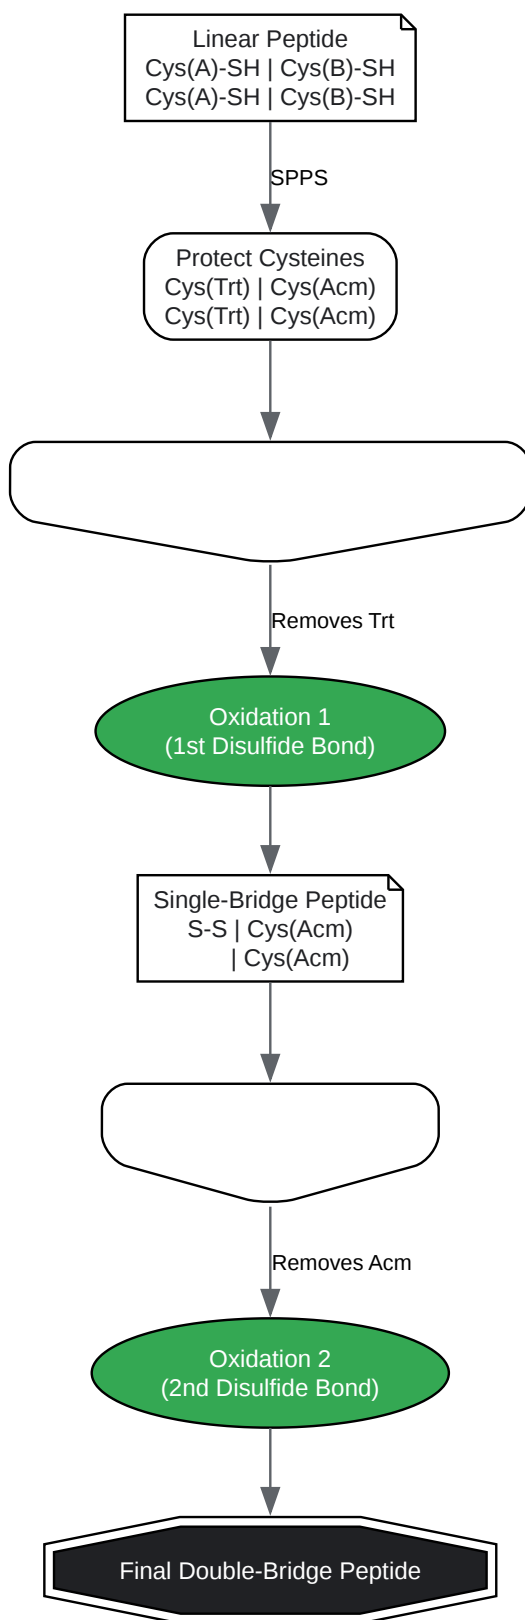 Linear Peptide
Cys(A)-SH | Cys(B)-SH
Cys(A)-SH | Cys(B)-SH
SPPS
Protect Cysteines
Cys(Trt) | Cys(Acm)
Cys(Trt) | Cys(Acm)
Removes Trt
Oxidation 1
(1st Disulfide Bond)
Single-Bridge Peptide
S-S | Cys(Acm)
| Cys(Acm)
Removes Acm
Oxidation 2
(2nd Disulfide Bond)
Final Double-Bridge Peptide